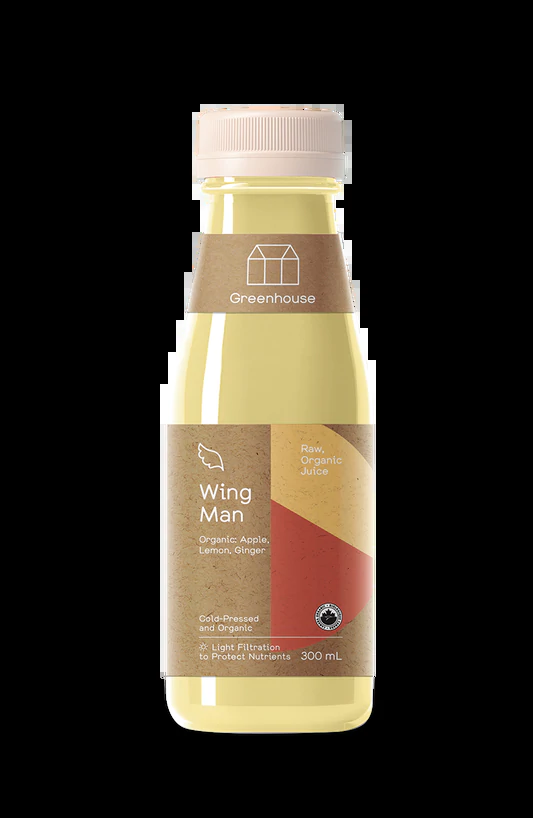 Greenhouse
Raw,
Organic
Juice
Wing
Man
Organic: Apple,
Lemon, Ginger
Cold-Pressed
and Organic
Light Filtration
to Protect Nutrients
300 mL